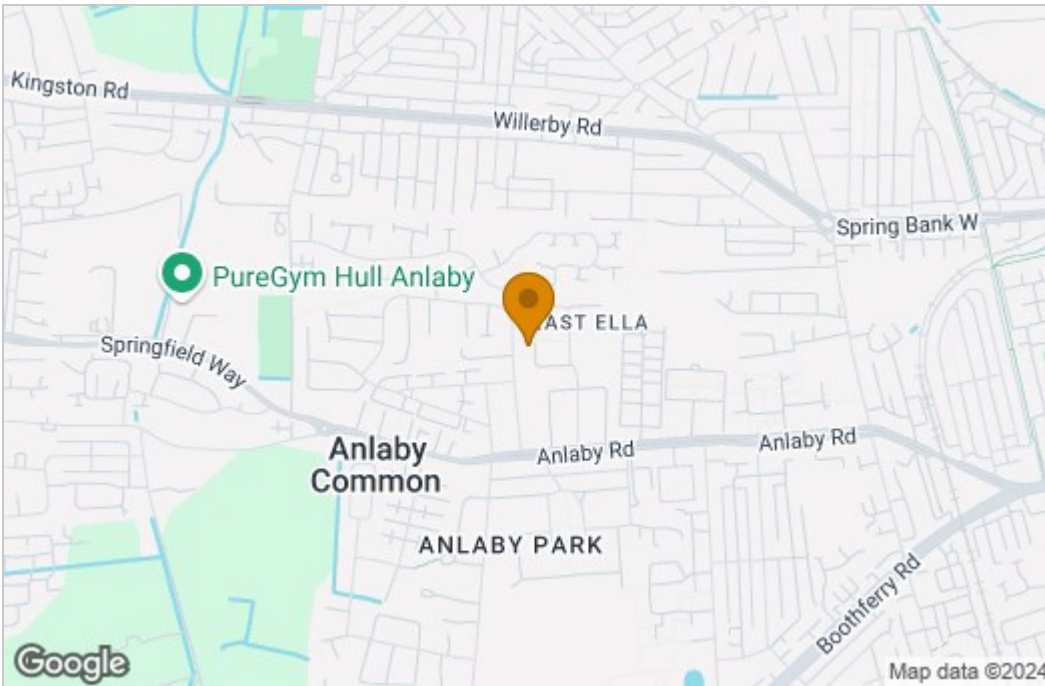 Kingston Rd
Willerby Rd
Spring Bank W
PureGym Hull Anlaby
AST ELLA
Springfield Way
Anlaby Rd
Anlaby Rd
Anlaby
Common
ANLABY PARK
Boothferry Rd
Google
Map data ©2024